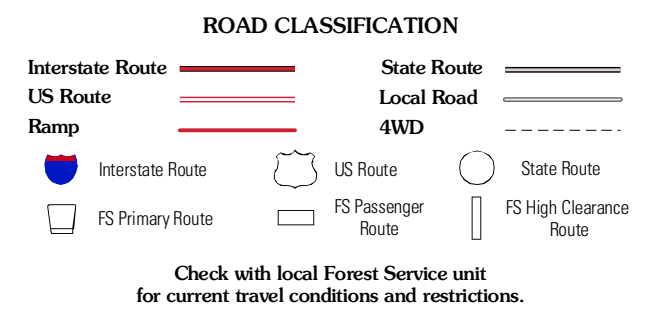 ROAD CLASSIFICATION
Interstate Route
State Route
US Route
Local Road
Ramp
4WD
Interstate Route
US Route
State Route
FS Primary Route
FS Passenger
Route
FS High Clearance
Route
Check with local Forest Service unit
for current travel conditions and restrictions.